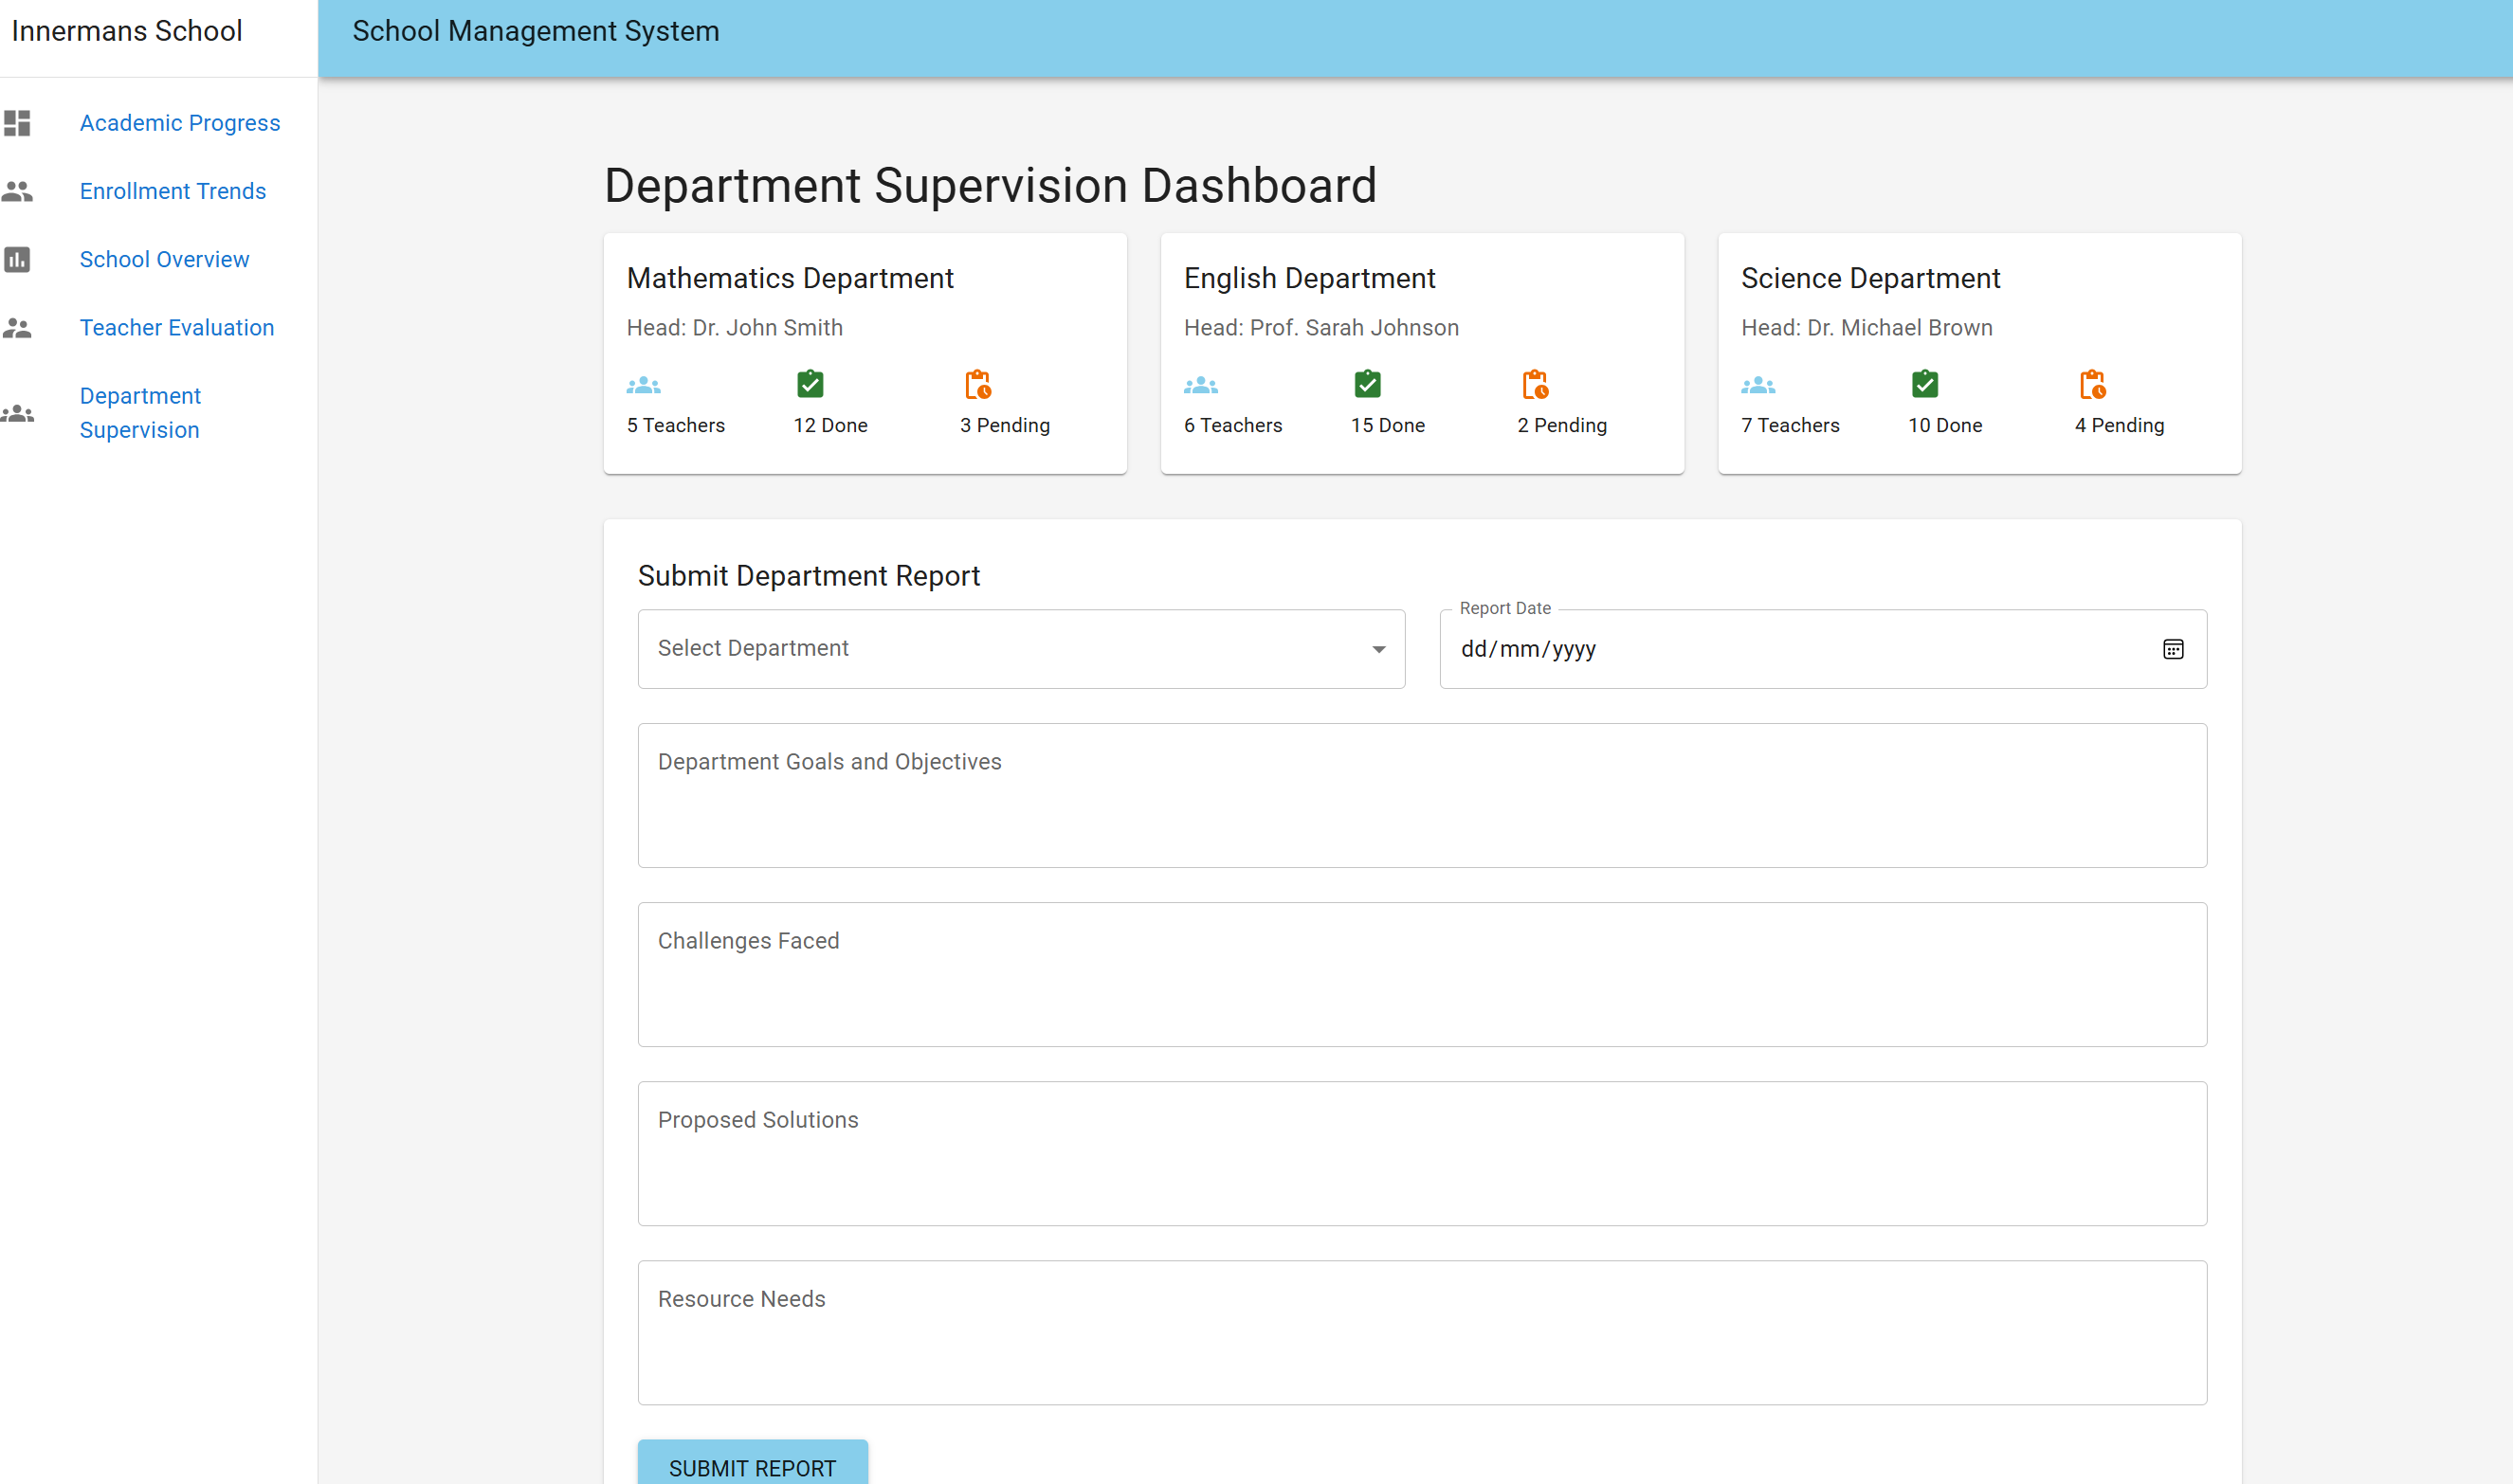 Innermans School
School Management System
Academic Progress
Enrollment Trends
School Overview
Teacher Evaluation
Department
Supervision
Department Supervision Dashboard
Mathematics Department
Head: Dr. John Smith
5 Teachers
12 Done
3 Pending
English Department
Head: Prof. Sarah Johnson
6 Teachers
15 Done
2 Pending
Science Department
Head: Dr. Michael Brown
7 Teachers
10 Done
4 Pending
Submit Department Report
Select Department
Report Date
dd/mm/yyyy
Department Goals and Objectives
Challenges Faced
Proposed Solutions
Resource Needs
SUBMIT REPORT